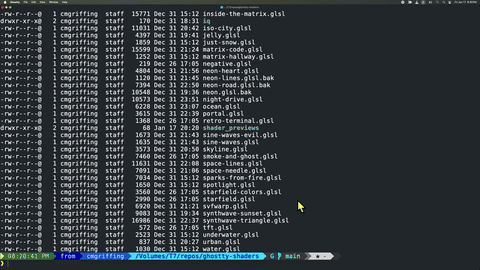 -rw-r--r--@  1 cmgriffing  staff  15771 Dec 31 15:12 inside-the-matrix.glsl
drwxr-xr-x@  2 cmgriffing  staff    170 Dec 31 18:31 iq
-rw-r--r--@  1 cmgriffing  staff  11031 Dec 31 20:42 iso-city.glsl
-rw-r--r--@  1 cmgriffing  staff   4397 Dec 31 19:41 jelly.glsl
-rw-r--r--@  1 cmgriffing  staff   1859 Dec 31 15:12 just-snow.glsl
-rw-r--r--@  1 cmgriffing  staff  15599 Dec 31 21:24 matrix-code.glsl
-rw-r--r--@  1 cmgriffing  staff   1252 Dec 31 15:12 matrix-hallway.glsl
-rw-r--r--@  1 cmgriffing  staff    219 Dec 26 17:05 negative.glsl
-rw-r--r--@  1 cmgriffing  staff   4804 Dec 31 21:56 neon-heart.glsl
-rw-r--r--@  1 cmgriffing  staff   1120 Dec 31 21:45 neon-lines.glsl.bak
-rw-r--r--@  1 cmgriffing  staff   7394 Dec 31 22:50 neon-road.glsl.bak
-rw-r--r--@  1 cmgriffing  staff  10548 Dec 31 19:36 neon.glsl.bak
-rw-r--r--@  1 cmgriffing  staff  10573 Dec 31 23:51 night-drive.glsl
-rw-r--r--@  1 cmgriffing  staff   6228 Dec 31 23:07 ocean.glsl
-rw-r--r--@  1 cmgriffing  staff   3615 Dec 31 22:39 portal.glsl
-rw-r--r--@  1 cmgriffing  staff   1368 Dec 26 17:05 retro-terminal.glsl
drwxr-xr-x@  2 cmgriffing  staff     68 Jan 17 20:20 shader_previews
-rw-r--r--@  1 cmgriffing  staff   1635 Dec 31 21:43 sine-waves-evil.glsl
-rw-r--r--@  1 cmgriffing  staff   1635 Dec 31 21:43 sine-waves.glsl
-rw-r--r--@  1 cmgriffing  staff   3573 Dec 31 20:50 skyline.glsl
-rw-r--r--@  1 cmgriffing  staff   7460 Dec 26 17:05 smoke-and-ghost.glsl
-rw-r--r--@  1 cmgriffing  staff  11631 Dec 31 22:08 space-lines.glsl
-rw-r--r--@  1 cmgriffing  staff   7091 Dec 31 21:06 space-needle.glsl
-rw-r--r--@  1 cmgriffing  staff   7034 Dec 31 15:12 sparks-from-fire.glsl
-rw-r--r--@  1 cmgriffing  staff   1650 Dec 31 15:12 spotlight.glsl
-rw-r--r--@  1 cmgriffing  staff   3560 Dec 26 17:05 starfield-colors.glsl
-rw-r--r--@  1 cmgriffing  staff   2990 Dec 26 17:05 starfield.glsl
-rw-r--r--@  1 cmgriffing  staff   6920 Dec 31 21:21 svfwarp.glsl
-rw-r--r--@  1 cmgriffing  staff   9083 Dec 31 19:34 synthwave-sunset.glsl
-rw-r--r--@  1 cmgriffing  staff  16986 Dec 31 22:37 synthwave-triangle.glsl
-rw-r--r--@  1 cmgriffing  staff    572 Dec 26 17:05 tft.glsl
-rw-r--r--@  1 cmgriffing  staff   2523 Dec 31 15:12 underwater.glsl
-rw-r--r--@  1 cmgriffing  staff    837 Dec 31 20:27 urban.glsl
-rw-r--r--@  1 cmgriffing  staff   1110 Dec 31 15:12 water.glsl
08:20:41 PM from cmgriffing /Volumes/T7/repos/ghostty-shaders main